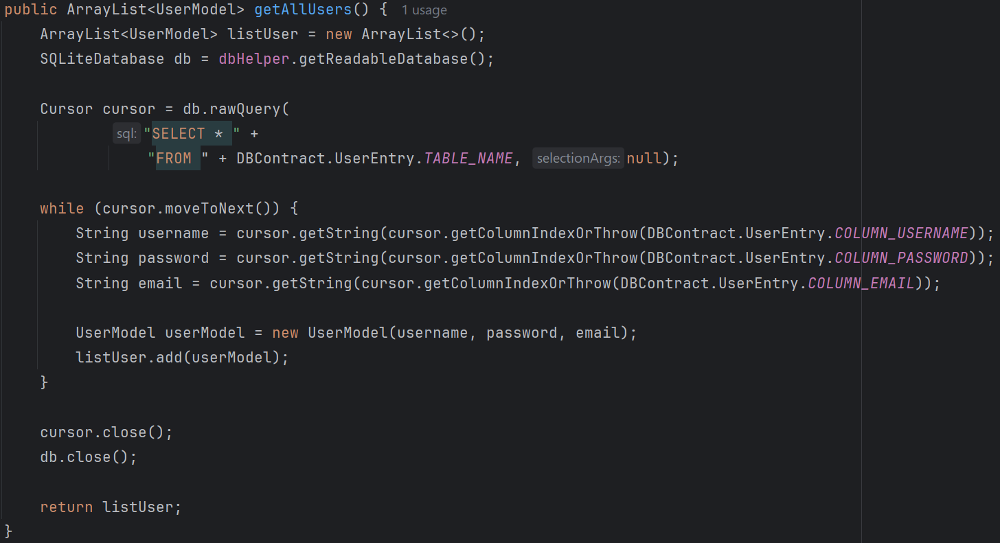 public ArrayList<UserModel> getAllUsers() { 1 usage
ArrayList<UserModel> listUser = new ArrayList<>();
SQLiteDatabase db = dbHelper.getReadableDatabase();
Cursor cursor = db.rawQuery(
sql: "SELECT * " +
"FROM " + DBContract.UserEntry.TABLE_NAME, selectionArgs: null);
while (cursor.moveToNext()) {
String username = cursor.getString(cursor.getColumnIndexOrThrow(DBContract.UserEntry.COLUMN_USERNAME));
String password = cursor.getString(cursor.getColumnIndexOrThrow(DBContract.UserEntry.COLUMN_PASSWORD));
String email = cursor.getString(cursor.getColumnIndexOrThrow(DBContract.UserEntry.COLUMN_EMAIL));
UserModel userModel = new UserModel(username, password, email);
listUser.add(userModel);
}
cursor.close();
db.close();
return listUser;
}